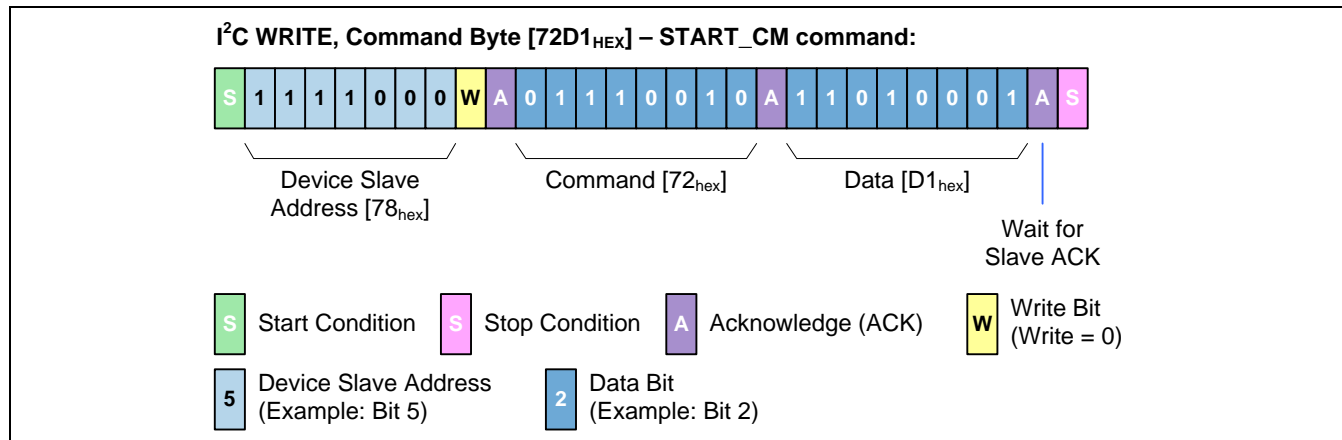 I²C WRITE, Command Byte [72D1HEX] – START_CM command:
S 1 1 1 1 0 0 0 W A 0 1 1 1 0 0 1 0 A 1 1 0 1 0 0 0 1 A S
Device Slave
Address [78hex]
Command [72hex]
Data [D1hex]
Wait for
Slave ACK
S Start Condition
S Stop Condition
A Acknowledge (ACK)
W Write Bit
(Write = 0)
5 Device Slave Address
(Example: Bit 5)
2 Data Bit
(Example: Bit 2)